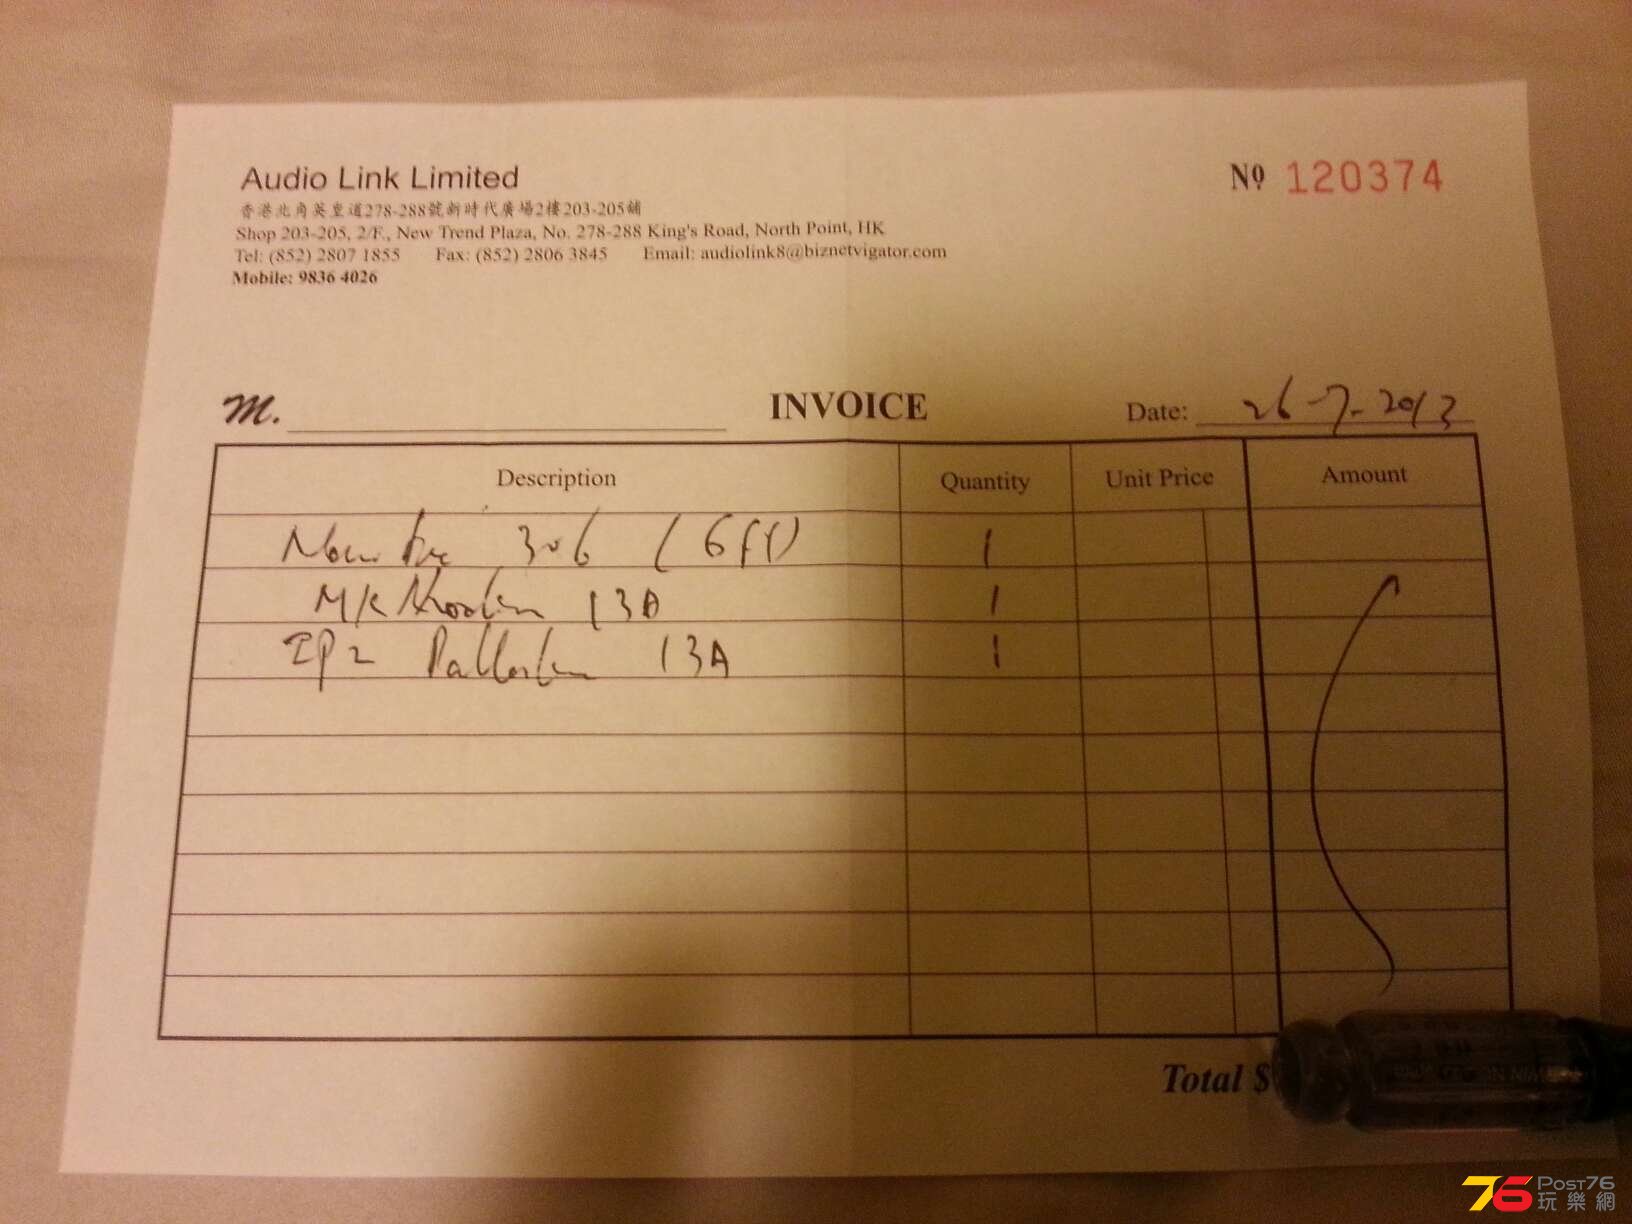 Audio Link Limited
Nº 120374
香港北角英皇道278-288號新時代廣場2樓203-205舖
Shop 203-205, 2/F., New Trend Plaza, No. 278-288 King's Road, North Point, HK
Tel: (852) 2807 1855 Fax: (852) 2806 3845 Email: audiolink8@biznetvigator.com
Mobile: 9836 4026
M. INVOICE Date: 26-7-2013
Description Quantity Unit Price Amount
306 (6ft) 1
MK 13A 1
13A 1
Total $
76 Post76
玩樂網